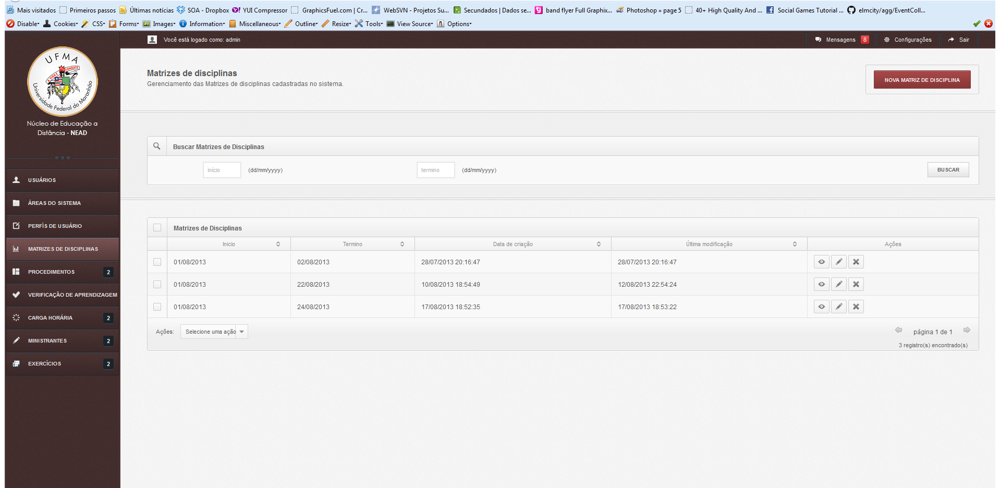 Mais visitados Primeiros passos Últimas notícias SOA - Dropbox YUI Compressor GraphicsFuel.com | Cr... WebSVN - Projetos Su... Secundados | Dados se... band flyer Full Graphix... Photoshop » page 5 40+ High Quality And ... Social Games Tutorial ... elmcity/agg/EventColl...
Disable Cookies CSS Forms Images Information Miscellaneous Outline Resize Tools View Source Options
Você está logado como: admin
Mensagens 8 Configurações Sair
UFMA
A VIDA É COMBATE
Universidade Federal do Maranhão
Núcleo de Educação a
Distância - NEAD
USUÁRIOS
ÁREAS DO SISTEMA
PERFÍS DE USUÁRIO
MATRIZES DE DISCIPLINAS
PROCEDIMENTOS 2
VERIFICAÇÃO DE APRENDIZAGEM
CARGA HORÁRIA 2
MINISTRANTES 2
EXERCÍCIOS 2
Matrizes de disciplinas
Gerenciamento das Matrizes de disciplinas cadastradas no sistema.
NOVA MATRIZ DE DISCIPLINA
Buscar Matrizes de Disciplinas
início (dd/mm/yyyy) termino (dd/mm/yyyy) BUSCAR
Matrizes de Disciplinas
Inicio Termino Data de criação Última modificação Ações
01/08/2013 02/08/2013 28/07/2013 20:16:47 28/07/2013 20:16:47
01/08/2013 22/08/2013 10/08/2013 18:54:49 12/08/2013 22:54:24
01/08/2013 24/08/2013 17/08/2013 18:52:35 17/08/2013 18:53:22
Ações: Selecione uma ação
página 1 de 1
3 registro(s) encontrado(s)